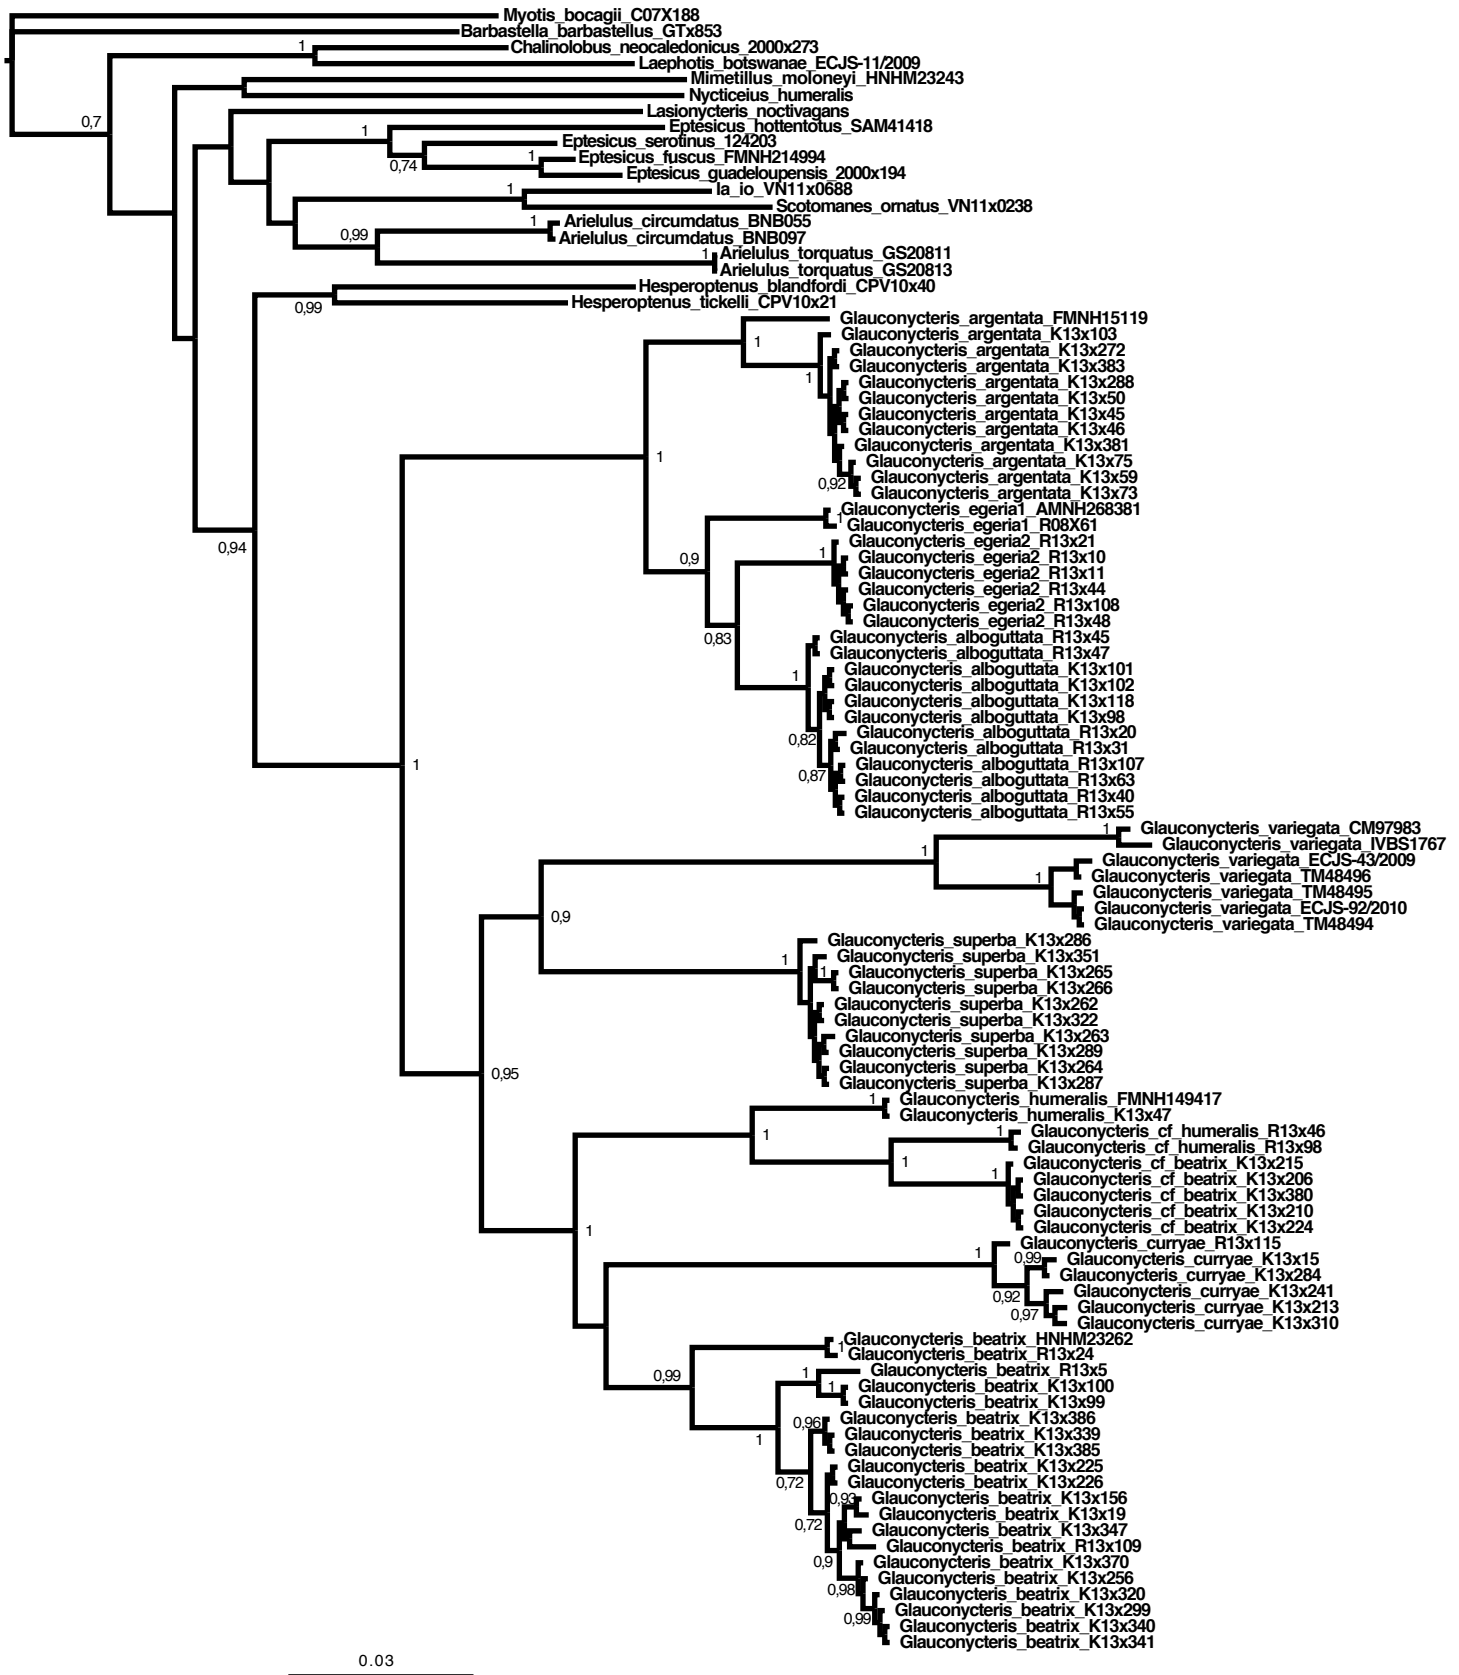 Myotis_bocagii_C07X188
Barbastella_barbastellus_GTx853
1 Chalinolobus_neocaledonicus_2000x273
Laephotis_botswanae_ECJS-11/2009
Mimetillus_moloneyi_HNHM23243
Nycticeius_humeralis
Lasionycteris_noctivagans
0,7
1 Eptesicus_hottentotus_SAM41418
Eptesicus_serotinus_124203
1 Eptesicus_fuscus_FMNH214994
0,74
Eptesicus_guadeloupensis_2000x194
1 Ia_io_VN11x0688
Scotomanes_ornatus_VN11x0238
1 Arielulus_circumdatus_BNB055
0,99 Arielulus_circumdatus_BNB097
1 Arielulus_torquatus_GS20811
Arielulus_torquatus_GS20813
Hesperoptenus_blandfordi_CPV10x40
0,99 Hesperoptenus_tickelli_CPV10x21
Glauconycteris_argentata_FMNH15119
Glauconycteris_argentata_K13x103
1 Glauconycteris_argentata_K13x272
Glauconycteris_argentata_K13x383
1 Glauconycteris_argentata_K13x288
Glauconycteris_argentata_K13x50
Glauconycteris_argentata_K13x45
Glauconycteris_argentata_K13x46
Glauconycteris_argentata_K13x381
1 Glauconycteris_argentata_K13x75
Glauconycteris_argentata_K13x59
0,92 Glauconycteris_argentata_K13x73
Glauconycteris_egeria1_AMNH268381
1 Glauconycteris_egeria1_R08X61
Glauconycteris_egeria2_R13x21
0,94
1 Glauconycteris_egeria2_R13x10
0,9 Glauconycteris_egeria2_R13x11
Glauconycteris_egeria2_R13x44
Glauconycteris_egeria2_R13x108
Glauconycteris_egeria2_R13x48
0,83 Glauconycteris_alboguttata_R13x45
Glauconycteris_alboguttata_R13x47
1 Glauconycteris_alboguttata_K13x101
Glauconycteris_alboguttata_K13x102
Glauconycteris_alboguttata_K13x118
Glauconycteris_alboguttata_K13x98
Glauconycteris_alboguttata_R13x20
0,82 Glauconycteris_alboguttata_R13x31
1 Glauconycteris_alboguttata_R13x107
0,87 Glauconycteris_alboguttata_R13x63
Glauconycteris_alboguttata_R13x40
Glauconycteris_alboguttata_R13x55
1 Glauconycteris_variegata_CM97983
Glauconycteris_variegata_IVBS1767
1 Glauconycteris_variegata_ECJS-43/2009
1 Glauconycteris_variegata_TM48496
Glauconycteris_variegata_TM48495
0,9 Glauconycteris_variegata_ECJS-92/2010
Glauconycteris_variegata_TM48494
Glauconycteris_superba_K13x286
1 Glauconycteris_superba_K13x351
1 Glauconycteris_superba_K13x265
Glauconycteris_superba_K13x266
Glauconycteris_superba_K13x262
Glauconycteris_superba_K13x322
Glauconycteris_superba_K13x263
Glauconycteris_superba_K13x289
0,95 Glauconycteris_superba_K13x264
Glauconycteris_superba_K13x287
1 Glauconycteris_humeralis_FMNH149417
Glauconycteris_humeralis_K13x47
1 1 Glauconycteris_cf_humeralis_R13x46
Glauconycteris_cf_humeralis_R13x98
1 Glauconycteris_cf_beatrix_K13x215
1 Glauconycteris_cf_beatrix_K13x206
Glauconycteris_cf_beatrix_K13x380
Glauconycteris_cf_beatrix_K13x210
1 Glauconycteris_cf_beatrix_K13x224
1 Glauconycteris_curryae_R13x115
0,99 Glauconycteris_curryae_K13x15
Glauconycteris_curryae_K13x284
0,92 Glauconycteris_curryae_K13x241
0,97 Glauconycteris_curryae_K13x213
Glauconycteris_curryae_K13x310
Glauconycteris_beatrix_HNHM23262
1 Glauconycteris_beatrix_R13x24
0,99 1 Glauconycteris_beatrix_R13x5
1 Glauconycteris_beatrix_K13x100
Glauconycteris_beatrix_K13x99
0,96 Glauconycteris_beatrix_K13x386
1 Glauconycteris_beatrix_K13x339
Glauconycteris_beatrix_K13x385
Glauconycteris_beatrix_K13x225
0,72 Glauconycteris_beatrix_K13x226
0,93 Glauconycteris_beatrix_K13x156
Glauconycteris_beatrix_K13x19
0,72 Glauconycteris_beatrix_K13x347
Glauconycteris_beatrix_R13x109
0,9 Glauconycteris_beatrix_K13x370
Glauconycteris_beatrix_K13x256
0,98 Glauconycteris_beatrix_K13x320
Glauconycteris_beatrix_K13x299
0,99 Glauconycteris_beatrix_K13x340
Glauconycteris_beatrix_K13x341
0.03